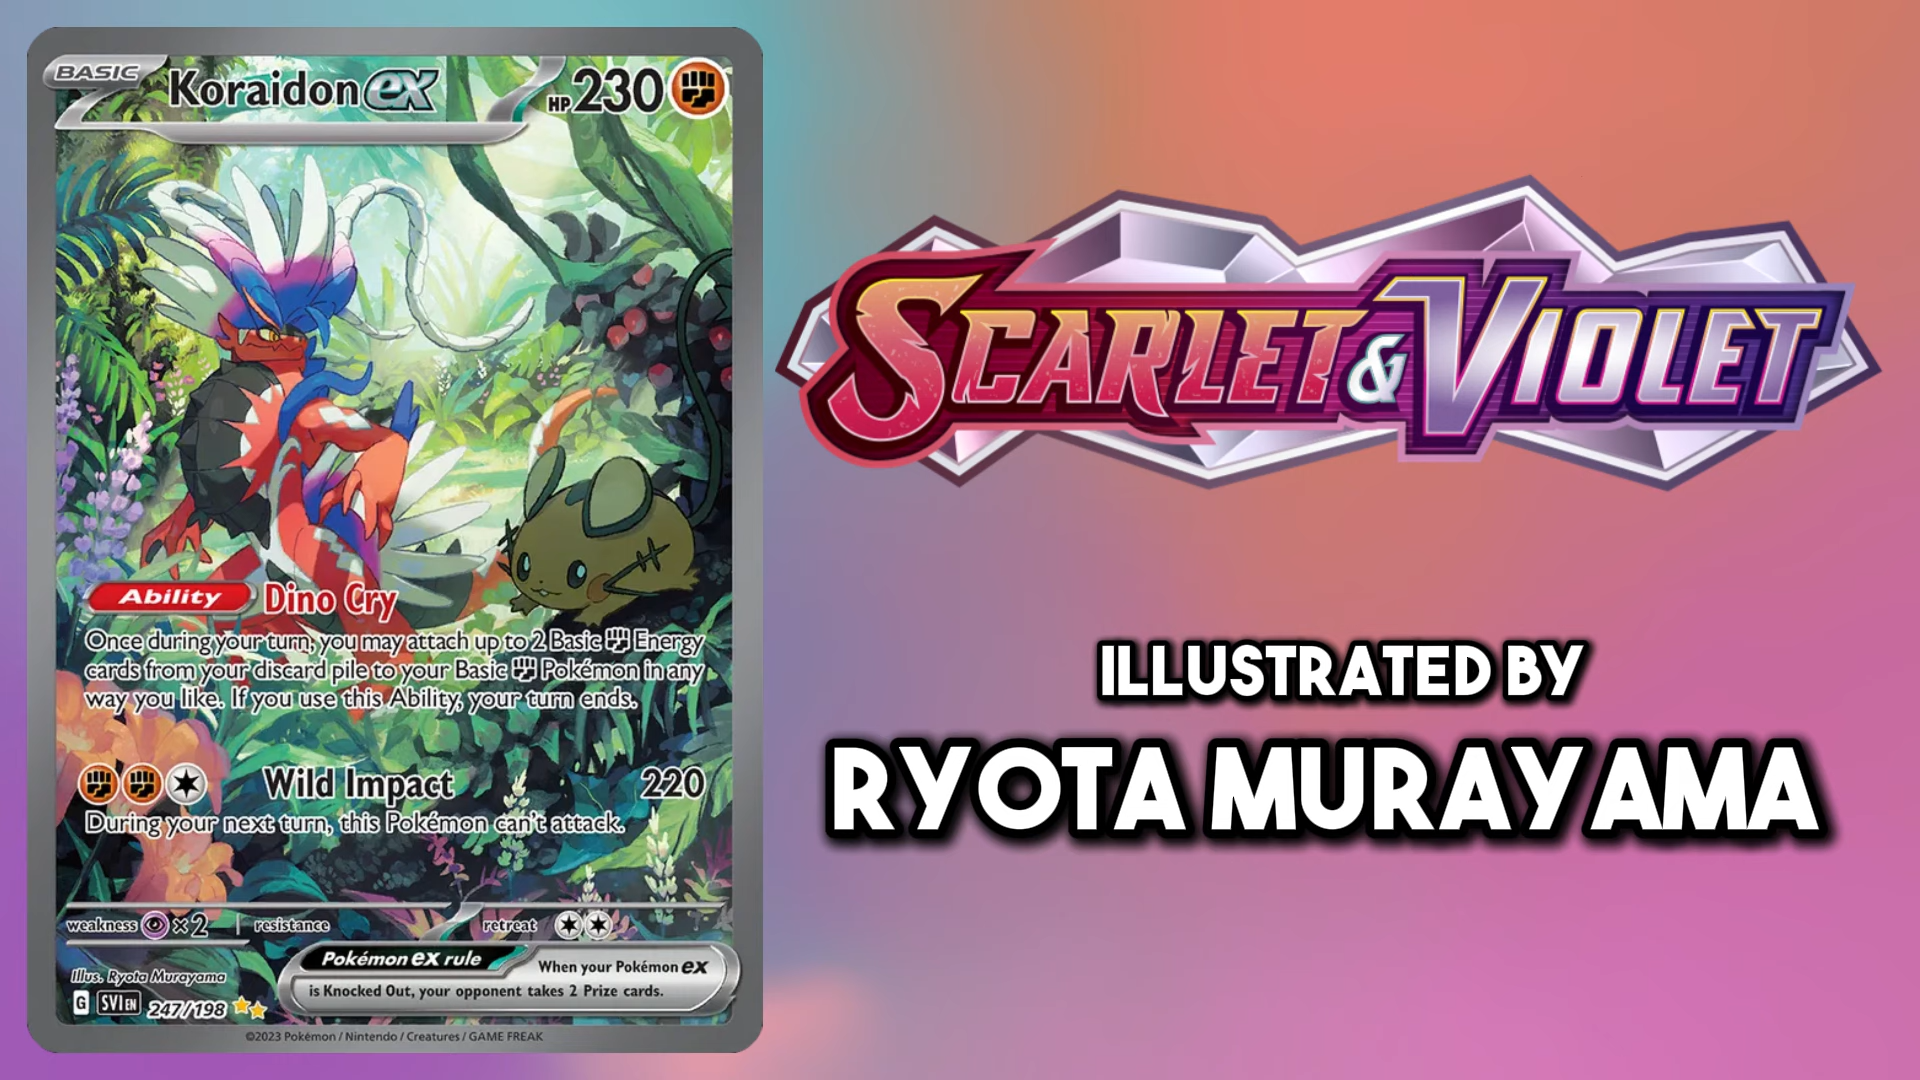 BASIC
Koraidon ex
HP 230
Ability Dino Cry
Once during your turn, you may attach up to 2 Basic Energy
cards from your discard pile to your Basic Pokémon in any
way you like. If you use this Ability, your turn ends.
Wild Impact 220
During your next turn, this Pokémon can't attack.
weakness ×2 resistance retreat
Pokémon ex rule
When your Pokémon ex
is Knocked Out, your opponent takes 2 Prize cards.
Illus. Ryota Murayama
G SVI EN 247/198
©2023 Pokémon / Nintendo / Creatures / GAME FREAK
SCARLET & VIOLET
ILLUSTRATED BY
RYOTA MURAYAMA